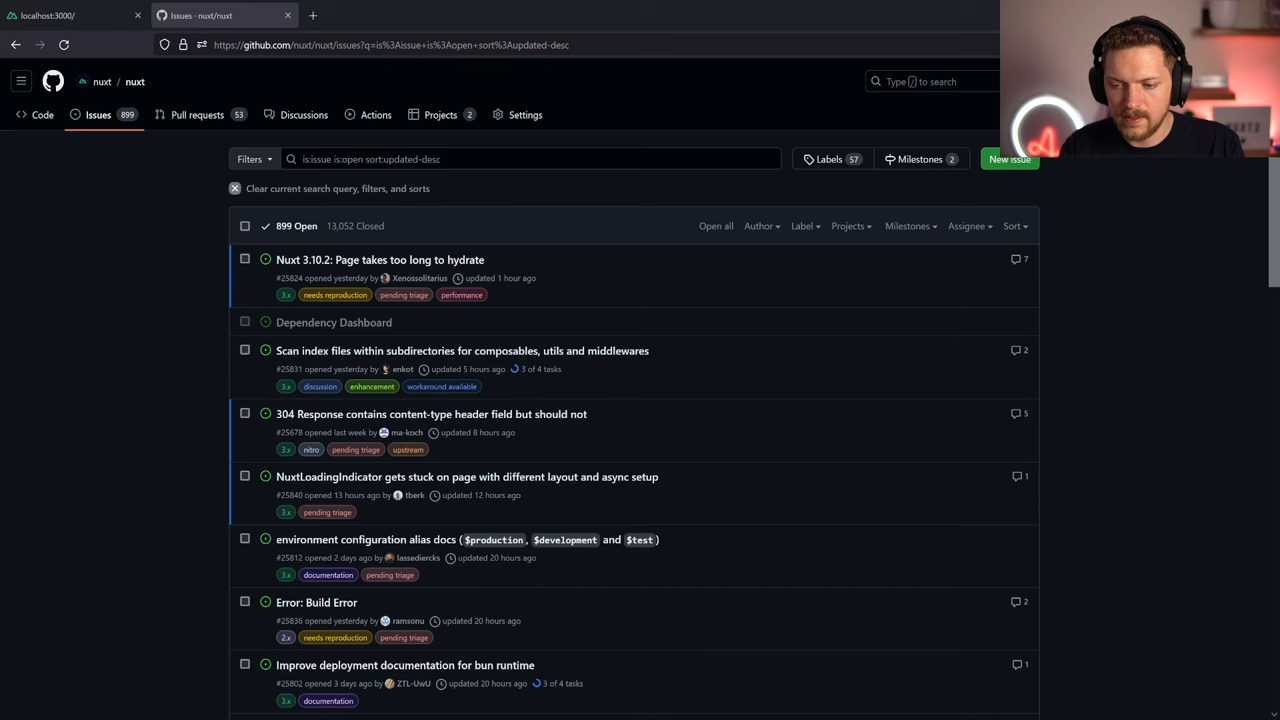 localhost:3000/
Issues · nuxt/nuxt
https://github.com/nuxt/nuxt/issues?q=is%3Aissue+is%3Aopen+sort%3Aupdated-desc
nuxt / nuxt
Type / to search
Code
Issues 899
Pull requests 53
Discussions
Actions
Projects 2
Settings
Filters
is:issue is:open sort:updated-desc
Labels 57
Milestones 2
New issue
Clear current search query, filters, and sorts
899 Open 13,052 Closed
Open all Author Label Projects Milestones Assignee Sort
Nuxt 3.10.2: Page takes too long to hydrate
7
#25824 opened yesterday by Xenossolitarius updated 1 hour ago
3.x needs reproduction pending triage performance
Dependency Dashboard
Scan index files within subdirectories for composables, utils and middlewares
2
#25831 opened yesterday by enkot updated 5 hours ago 3 of 4 tasks
3.x discussion enhancement workaround available
304 Response contains content-type header field but should not
5
#25678 opened last week by ma-koch updated 8 hours ago
3.x nitro pending triage upstream
NuxtLoadingIndicator gets stuck on page with different layout and async setup
1
#25840 opened 13 hours ago by tberk updated 12 hours ago
3.x pending triage
environment configuration alias docs ($production, $development and $test)
#25812 opened 2 days ago by lassediercks updated 20 hours ago
3.x documentation pending triage
Error: Build Error
2
#25836 opened yesterday by ramsonu updated 20 hours ago
2.x needs reproduction pending triage
Improve deployment documentation for bun runtime
1
#25802 opened 3 days ago by ZTL-UwU updated 20 hours ago 3 of 4 tasks
3.x documentation